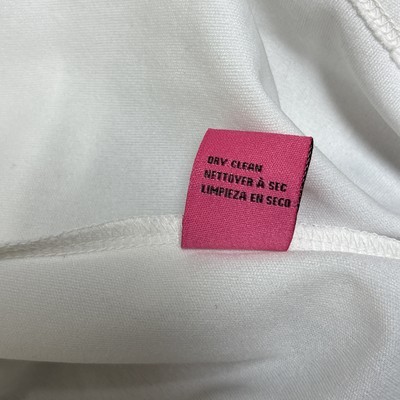 DRY CLEAN
NETTOYER À SEC
LIMPIEZA EN SECO